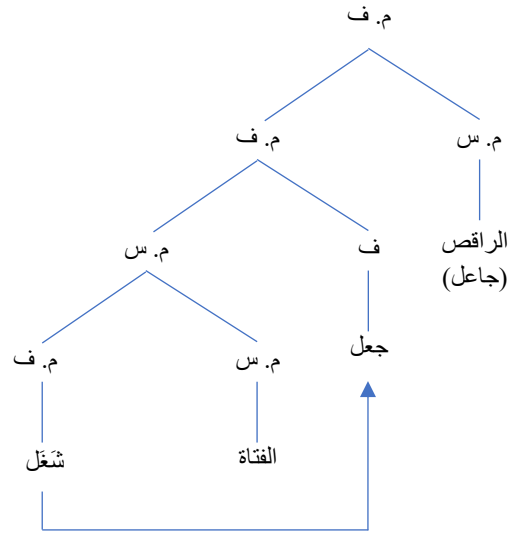 م. ف
م. س
م. ف
الراقص
(جاعل)
ف
م. س
جعل
م. س
م. ف
الفتاة
شَغَل